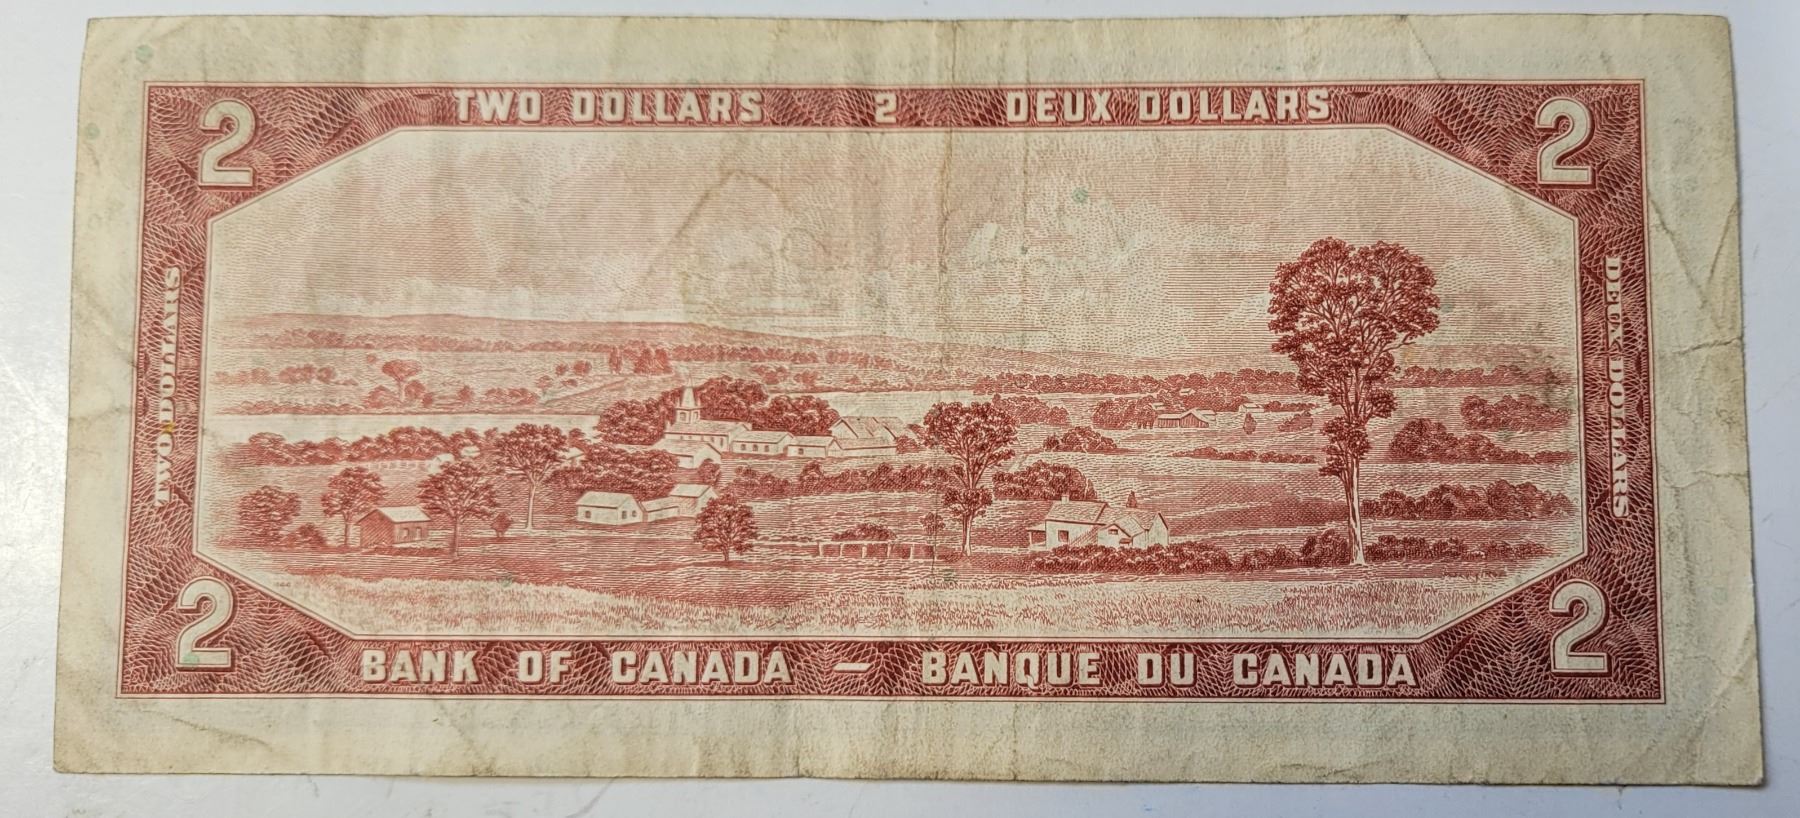 2 TWO DOLLARS 2 DEUX DOLLARS 2
TWO DOLLARS
DEUX DOLLARS
2 BANK OF CANADA — BANQUE DU CANADA 2